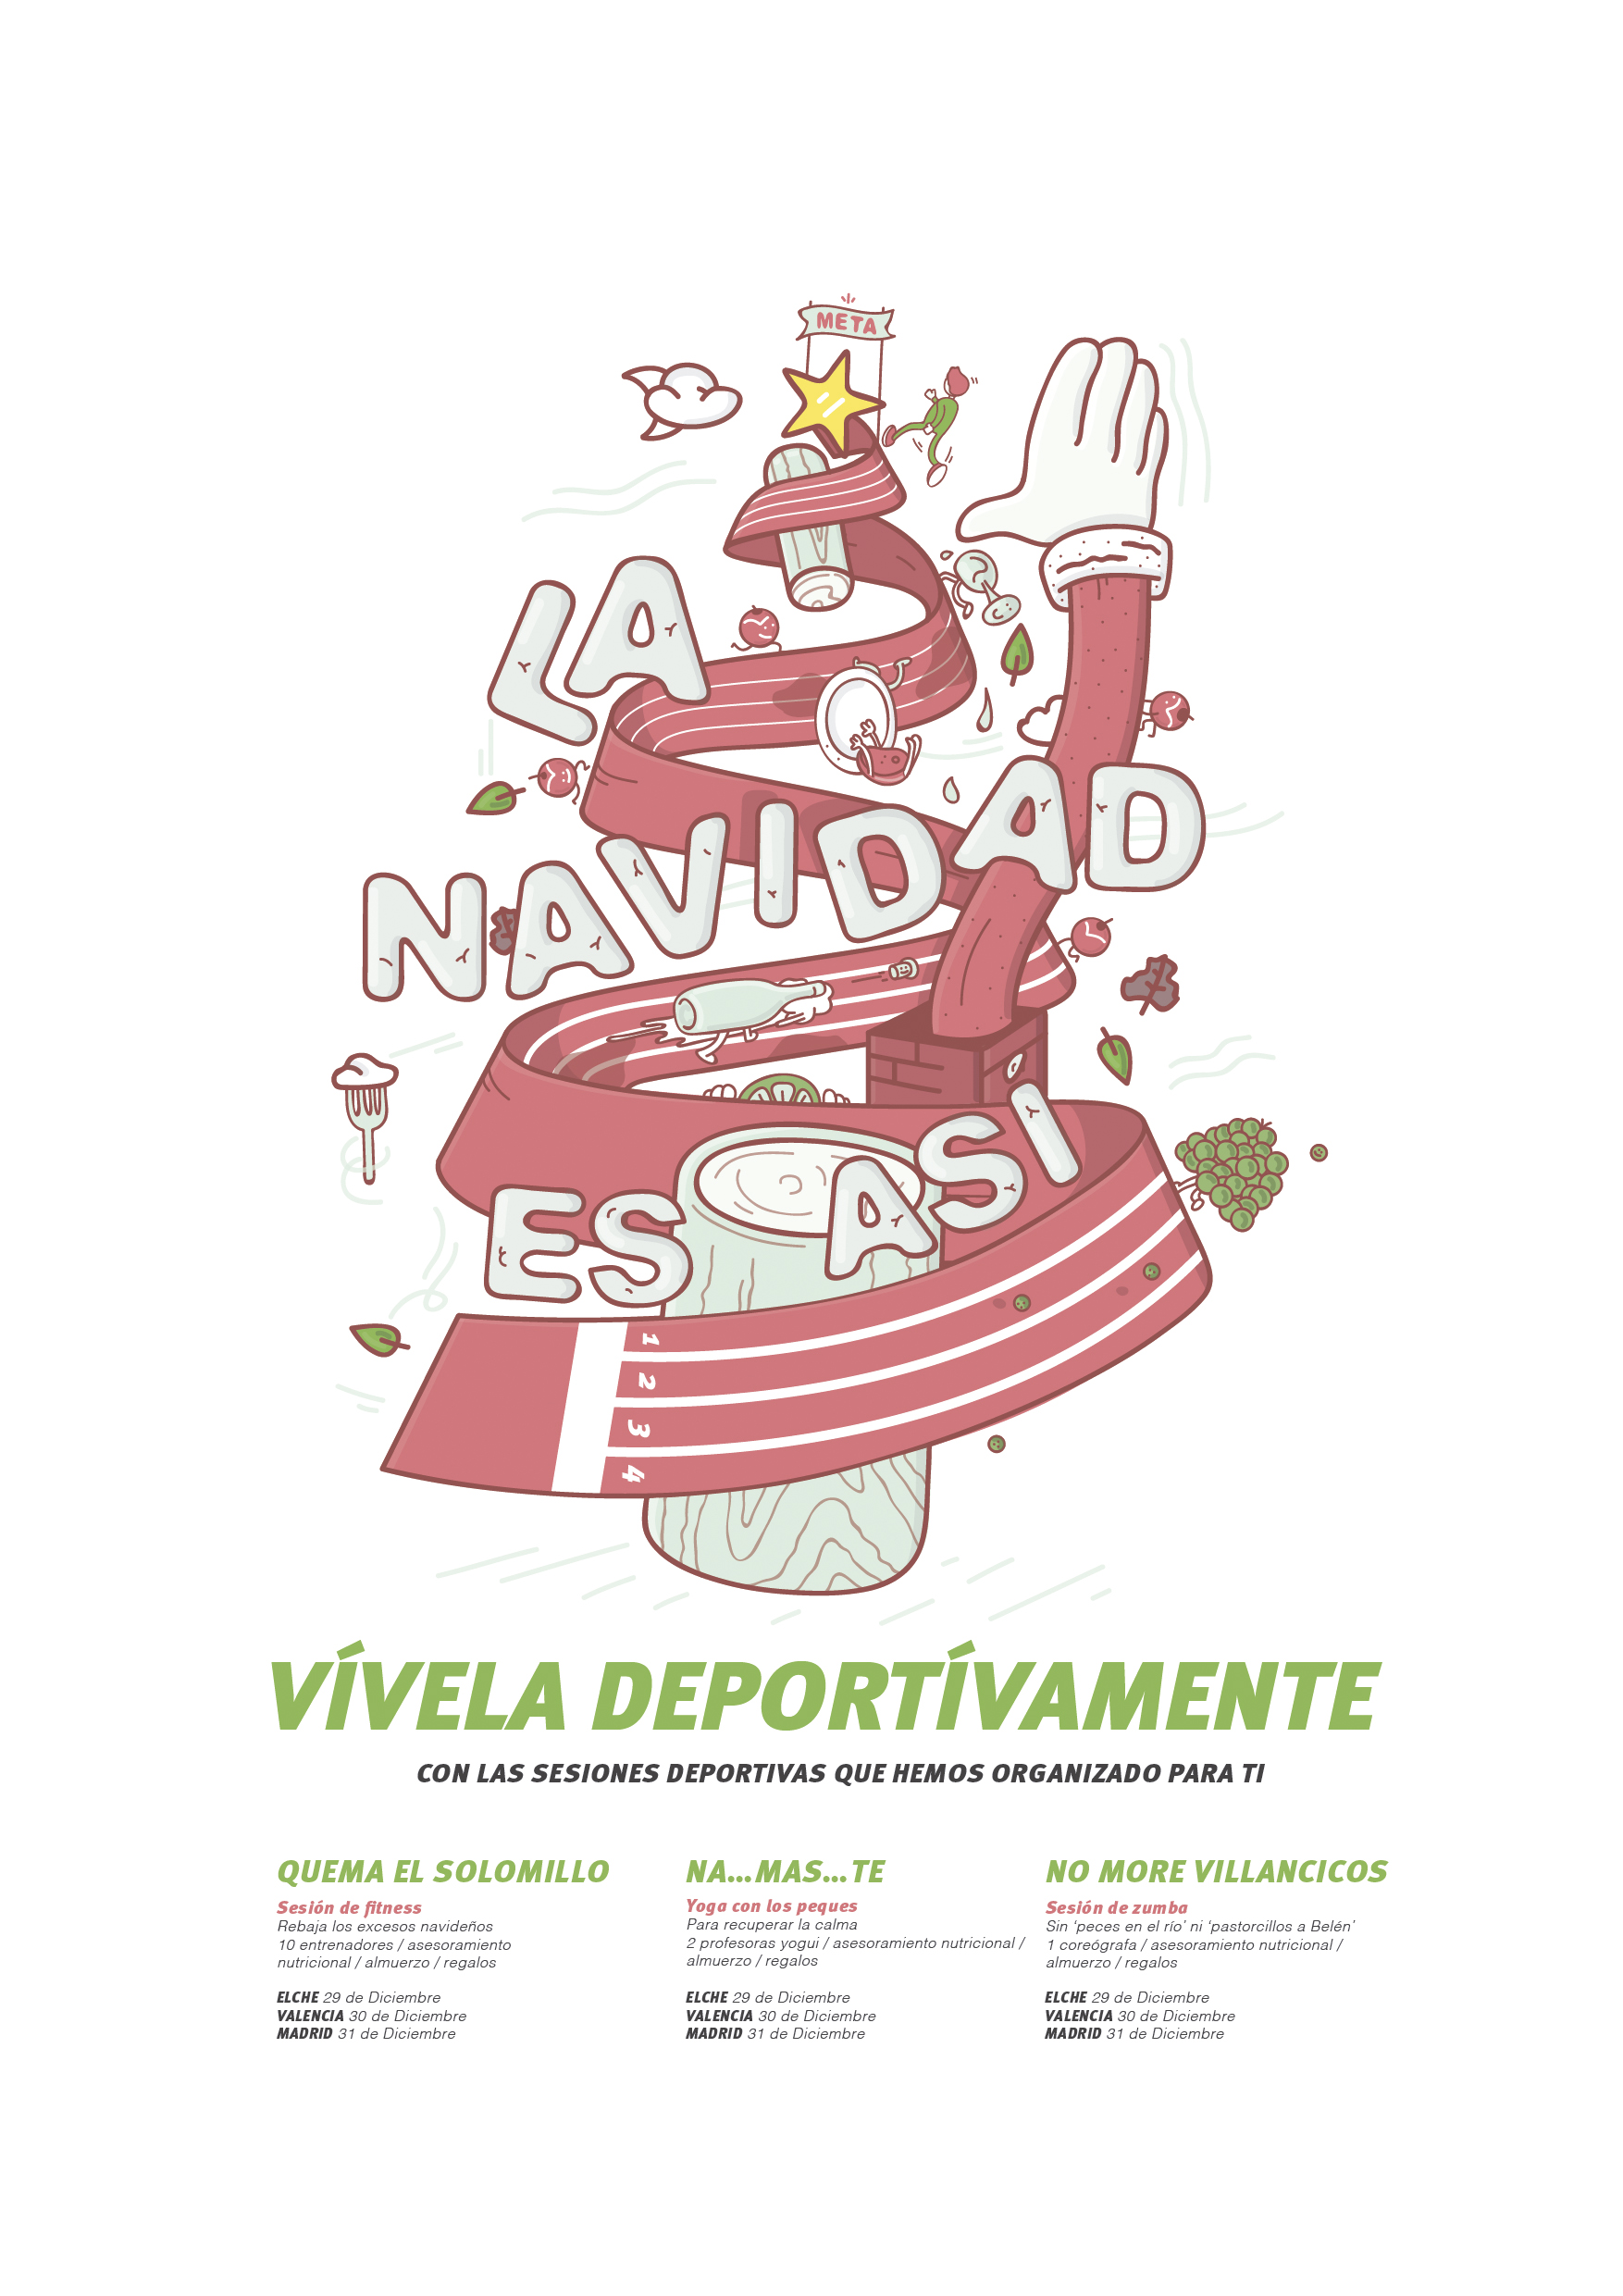 META
LA
NAVIDAD
ES ASI
1
2
3
4
VÍVELA DEPORTÍVAMENTE
CON LAS SESIONES DEPORTIVAS QUE HEMOS ORGANIZADO PARA TI
QUEMA EL SOLOMILLO
Sesión de fitness
Rebaja los excesos navideños
10 entrenadores / asesoramiento
nutricional / almuerzo / regalos
ELCHE 29 de Diciembre
VALENCIA 30 de Diciembre
MADRID 31 de Diciembre
NA...MAS...TE
Yoga con los peques
Para recuperar la calma
2 profesoras yogui / asesoramiento nutricional /
almuerzo / regalos
ELCHE 29 de Diciembre
VALENCIA 30 de Diciembre
MADRID 31 de Diciembre
NO MORE VILLANCICOS
Sesión de zumba
Sin ‘peces en el río’ ni ‘pastorcillos a Belén’
1 coreógrafa / asesoramiento nutricional /
almuerzo / regalos
ELCHE 29 de Diciembre
VALENCIA 30 de Diciembre
MADRID 31 de Diciembre